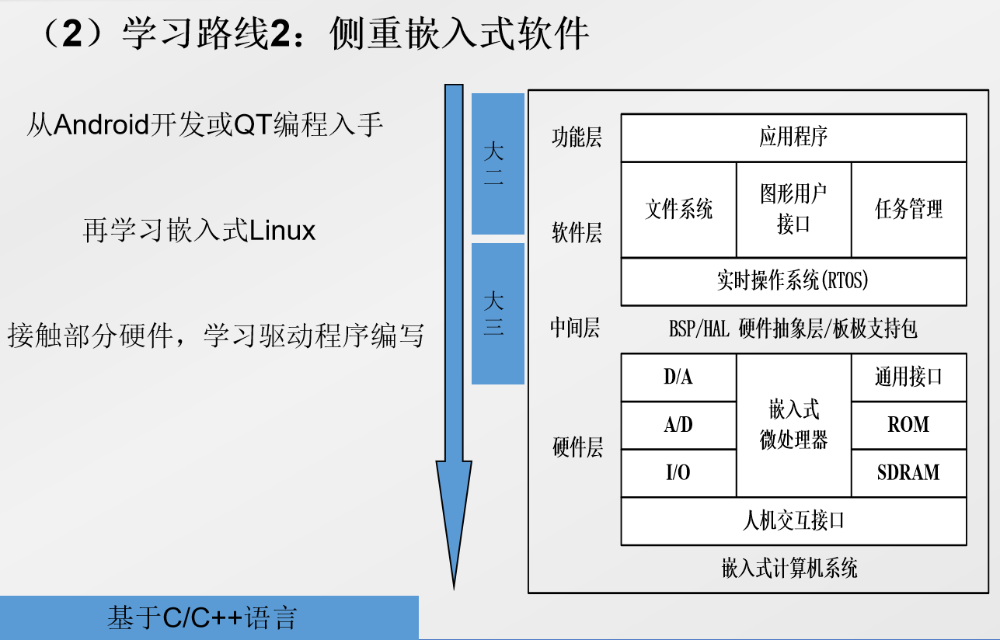 （2）学习路线2：侧重嵌入式软件
从Android开发或QT编程入手
再学习嵌入式Linux
接触部分硬件，学习驱动程序编写
基于C/C++语言
大
二
大
三
功能层
应用程序
软件层
文件系统
图形用户
接口
任务管理
实时操作系统(RTOS)
中间层
BSP/HAL 硬件抽象层/板极支持包
硬件层
D/A
A/D
I/O
嵌入式
微处理器
通用接口
ROM
SDRAM
人机交互接口
嵌入式计算机系统